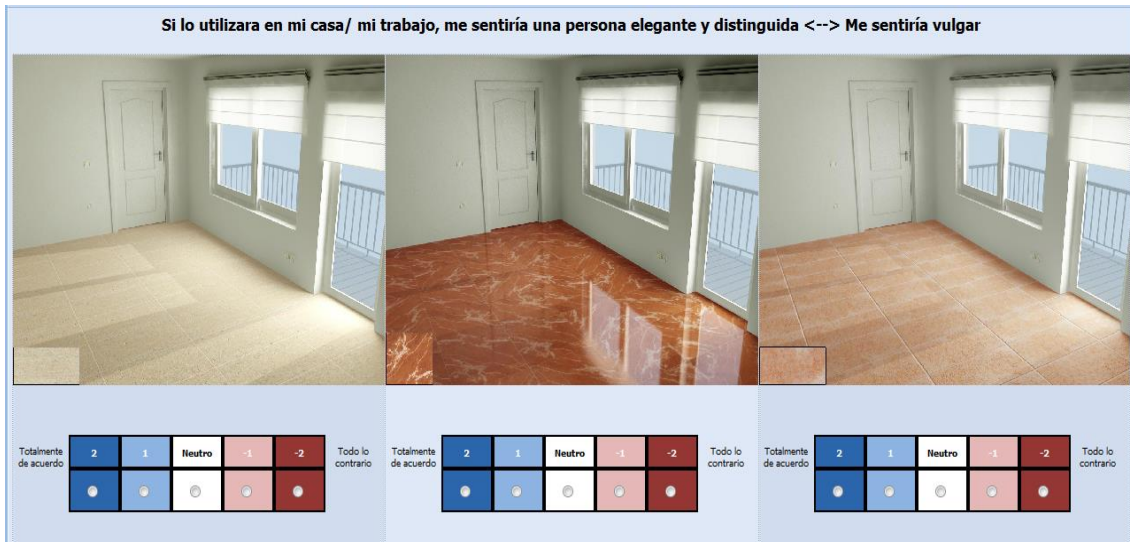 Si lo utilizara en mi casa/ mi trabajo, me sentiría una persona elegante y distinguida <--> Me sentiría vulgar
Totalmente de acuerdo 2 1 Neutro -1 -2 Todo lo contrario
Totalmente de acuerdo 2 1 Neutro -1 -2 Todo lo contrario
Totalmente de acuerdo 2 1 Neutro -1 -2 Todo lo contrario